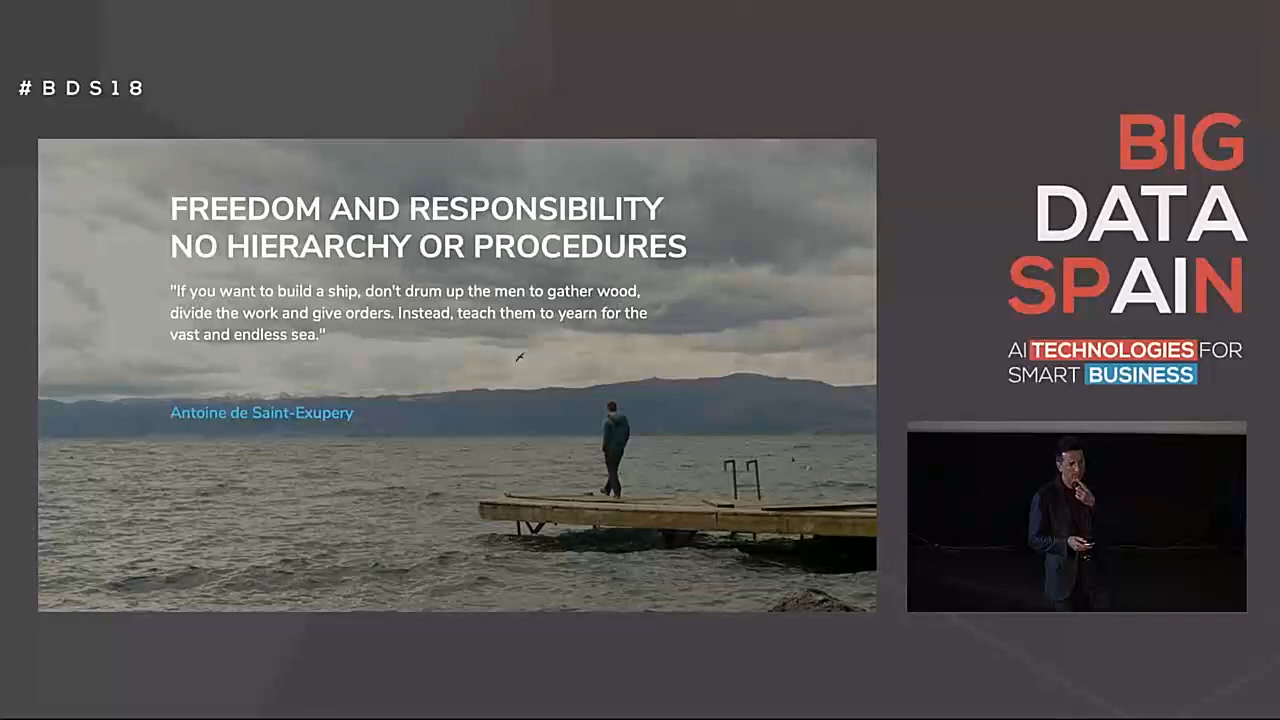 #BDS18
FREEDOM AND RESPONSIBILITY
NO HIERARCHY OR PROCEDURES
"If you want to build a ship, don't drum up the men to gather wood,
divide the work and give orders. Instead, teach them to yearn for the
vast and endless sea."
Antoine de Saint-Exupery
BIG
DATA
SPAIN
AI TECHNOLOGIES FOR
SMART BUSINESS